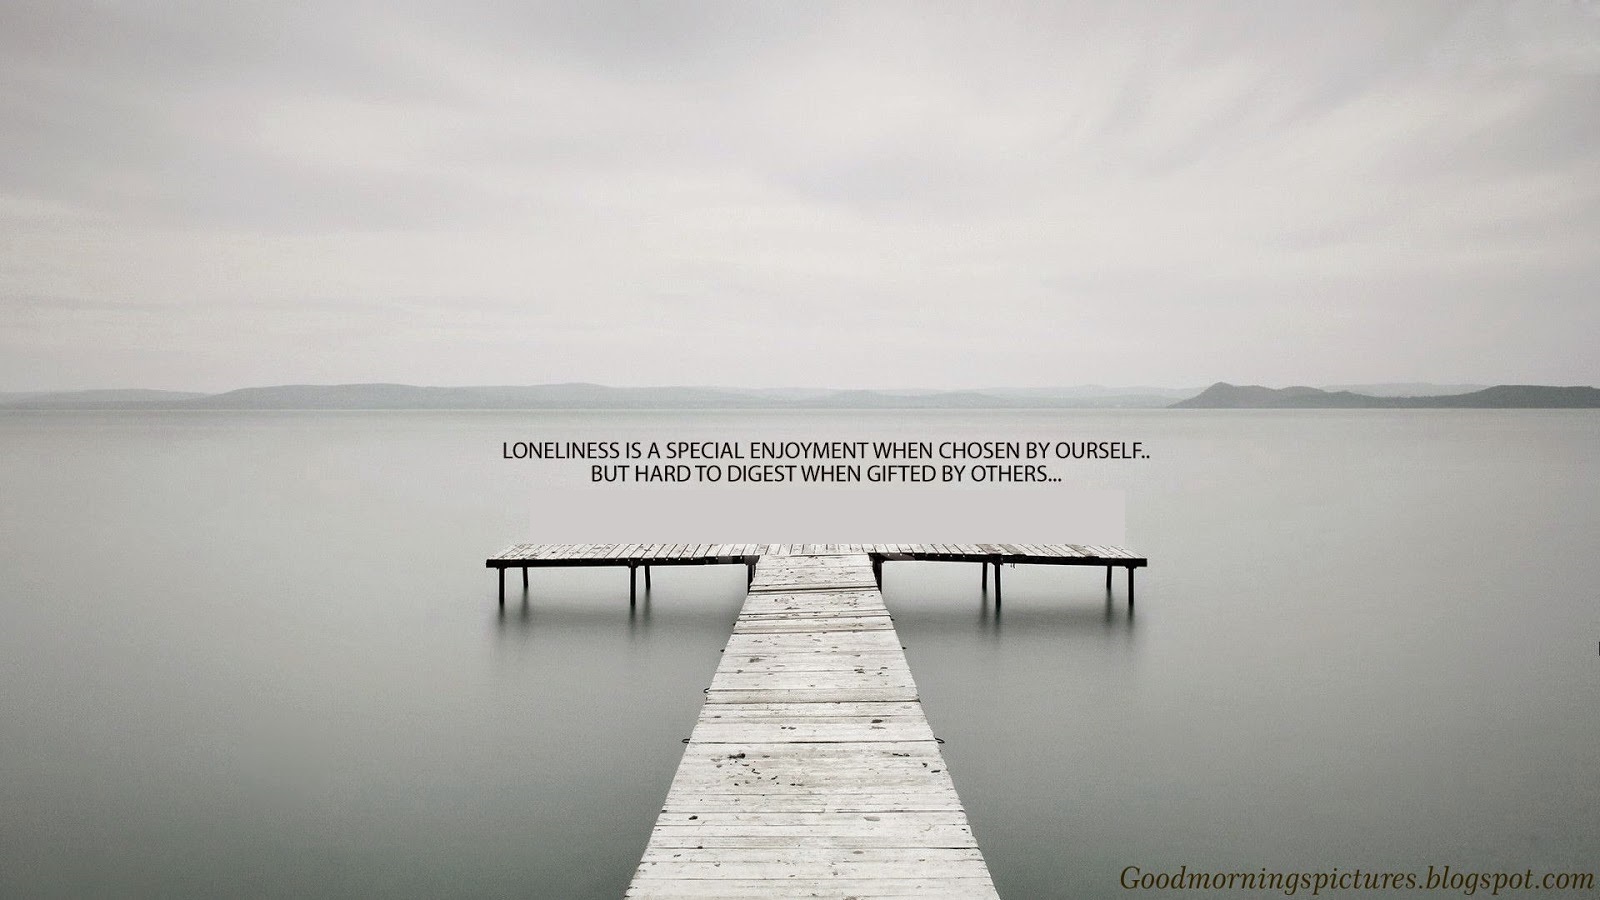 LONELINESS IS A SPECIAL ENJOYMENT WHEN CHOSEN BY OURSELF..
BUT HARD TO DIGEST WHEN GIFTED BY OTHERS...
Goodmorningspictures.blogspot.com